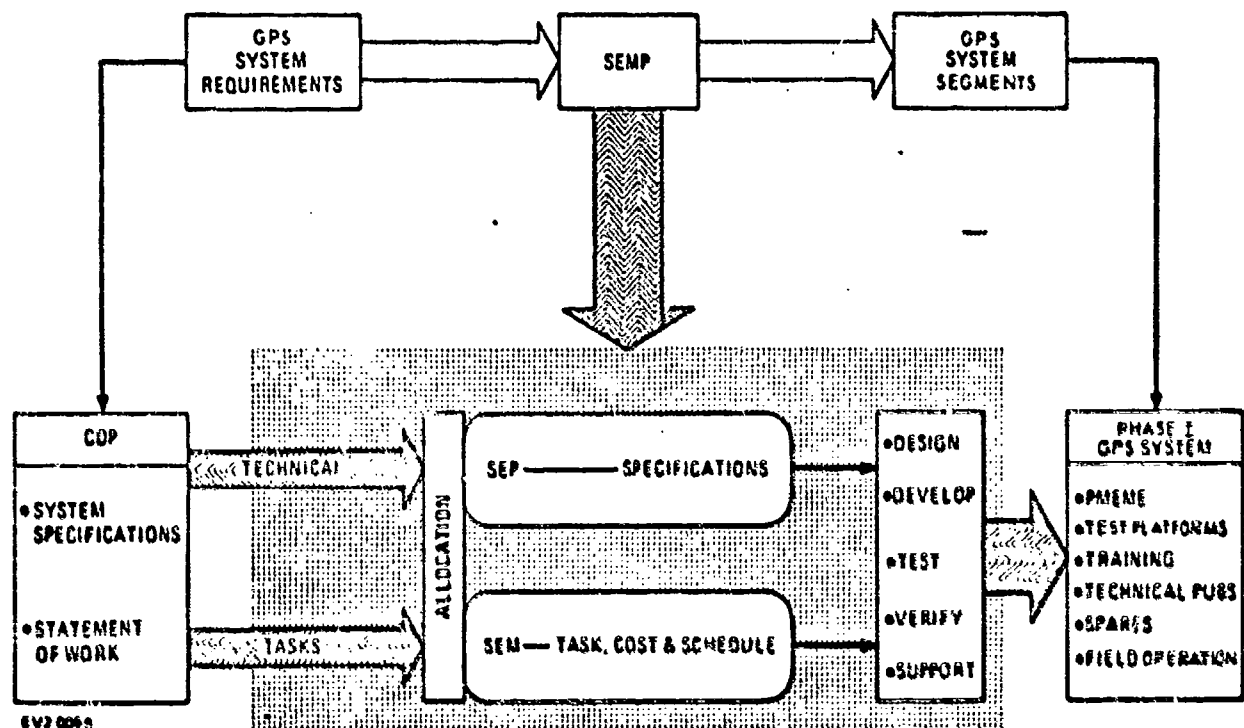 GPS
SYSTEM
REQUIREMENTS
SEMP
GPS
SYSTEM
SEGMENTS
CDP
• SYSTEM
SPECIFICATIONS
• STATEMENT
OF WORK
TECHNICAL
TASKS
ALLOCATION
SEP — SPECIFICATIONS
SEM — TASK, COST & SCHEDULE
• DESIGN
• DEVELOP
• TEST
• VERIFY
• SUPPORT
PHASE I
GPS SYSTEM
• PMEME
• TEST PLATFORMS
• TRAINING
• TECHNICAL PUBS
• SPARES
• FIELD OPERATION